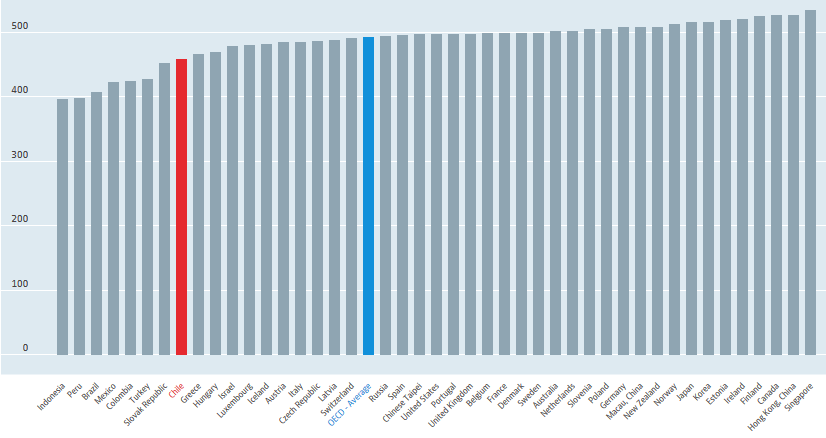 500
400
300
200
100
0
Indonesia
Peru
Brazil
Mexico
Colombia
Turkey
Slovak Republic
Chile
Greece
Hungary
Israel
Luxembourg
Iceland
Austria
Italy
Czech Republic
Latvia
Switzerland
OECD - Average
Russia
Spain
Chinese Taipei
United States
Portugal
United Kingdom
Belgium
France
Denmark
Sweden
Australia
Netherlands
Slovenia
Poland
Germany
Macau, China
New Zealand
Norway
Japan
Korea
Estonia
Ireland
Finland
Canada
Hong Kong, China
Singapore